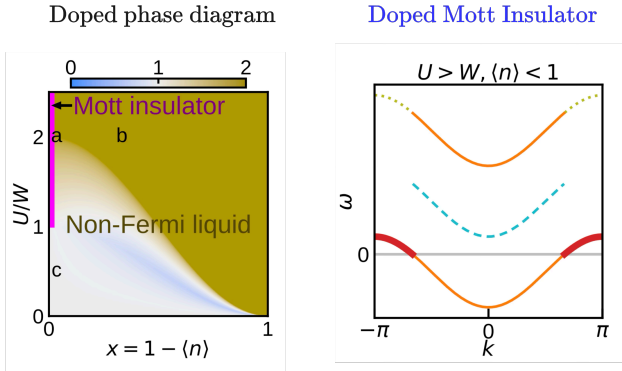 Doped phase diagram
0 1 2
Mott insulator
a b
Non-Fermi liquid
c
U/W
2
1
0
0 1
x = 1 − ⟨n⟩
Doped Mott Insulator
U > W, ⟨n⟩ < 1
ω
0
−π 0 π
k